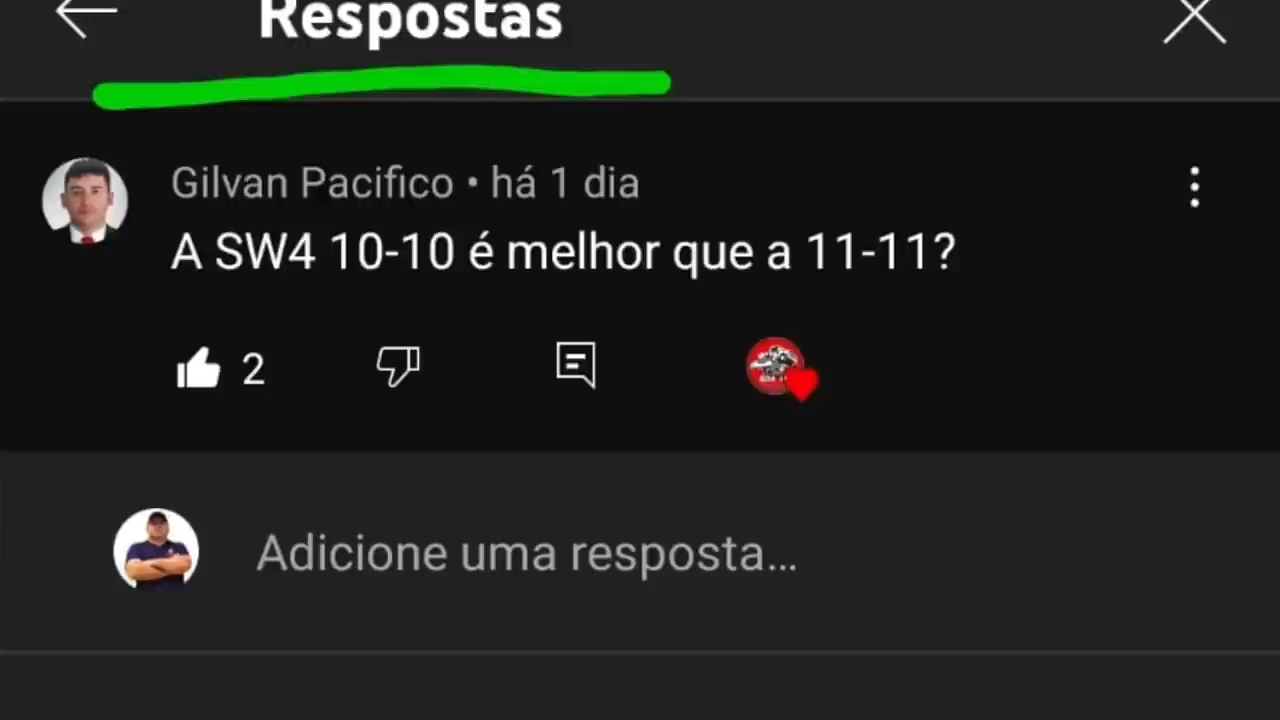 Respostas
Gilvan Pacifico • há 1 dia
A SW4 10-10 é melhor que a 11-11?
2
Adicione uma resposta...